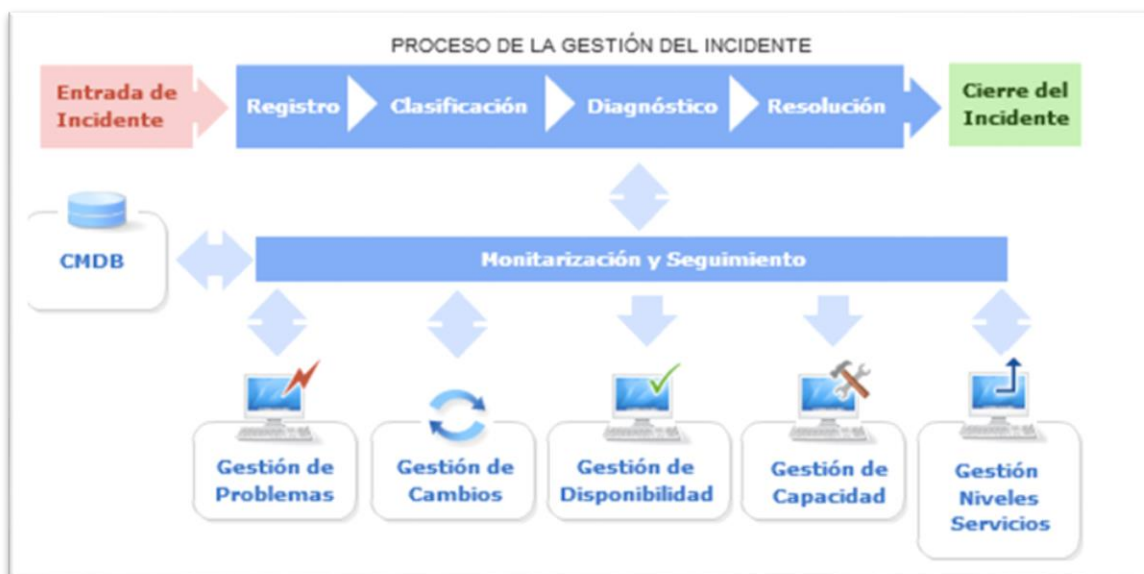 PROCESO DE LA GESTIÓN DEL INCIDENTE
Entrada de
Incidente
Registro
Clasificación
Diagnóstico
Resolución
Cierre del
Incidente
CMDB
Monitarización y Seguimiento
Gestión de
Problemas
Gestión de
Cambios
Gestión de
Disponibilidad
Gestión de
Capacidad
Gestión
Niveles
Servicios